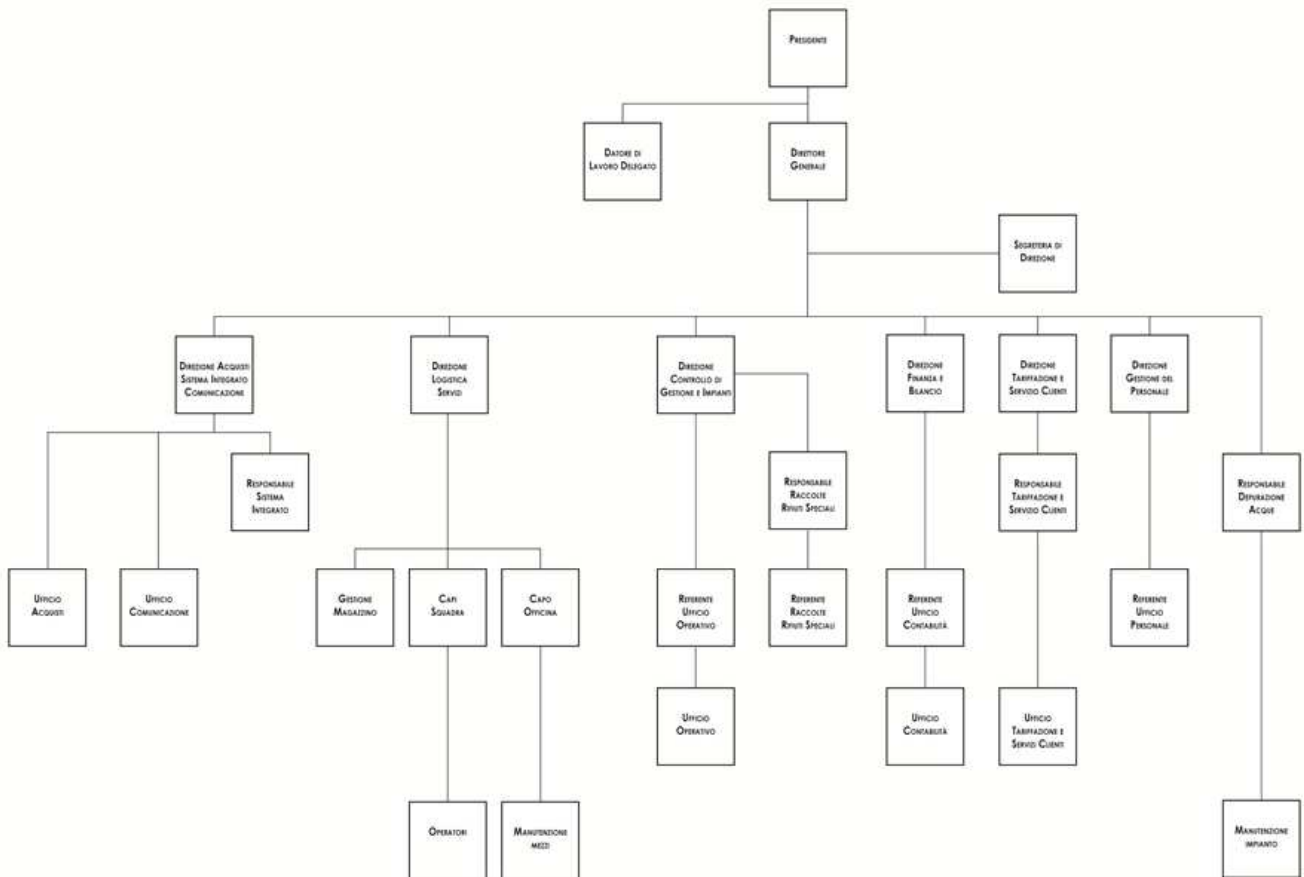 PRESIDENTE
DATORE DI
LAVORO DELEGATO
DIRETTORE
GENERALE
SEGRETERIA DI
DIREZIONE
DIREZIONE ACQUISTI
SISTEMA INTEGRATO
COMUNICAZIONE
DIREZIONE
LOGISTICA
SERVIZI
DIREZIONE
CONTROLLO DI
GESTIONE E IMPIANTI
DIREZIONE
FINANZA E
BILANCIO
DIREZIONE
TARIFFAZIONE E
SERVIZIO CLIENTI
DIREZIONE
GESTIONE DEL
PERSONALE
RESPONSABILE
SISTEMA
INTEGRATO
RESPONSABILE
RACCOLTE
RIFIUTI SPECIALI
RESPONSABILE
TARIFFAZIONE E
SERVIZIO CLIENTI
RESPONSABILE
DEPURAZIONE
ACQUE
UFFICIO
ACQUISTI
UFFICIO
COMUNICAZIONE
GESTIONE
MAGAZZINO
CAPI
SQUADRA
CAPO
OFFICINA
REFERENTE
UFFICIO
OPERATIVO
REFERENTE
RACCOLTE
RIFIUTI SPECIALI
REFERENTE
UFFICIO
CONTABILITÀ
REFERENTE
UFFICIO
PERSONALE
UFFICIO
OPERATIVO
UFFICIO
CONTABILITÀ
UFFICIO
TARIFFAZIONE E
SERVIZI CLIENTI
OPERATORI
MANUTENZIONE
MEZZI
MANUTENZIONE
IMPIANTO